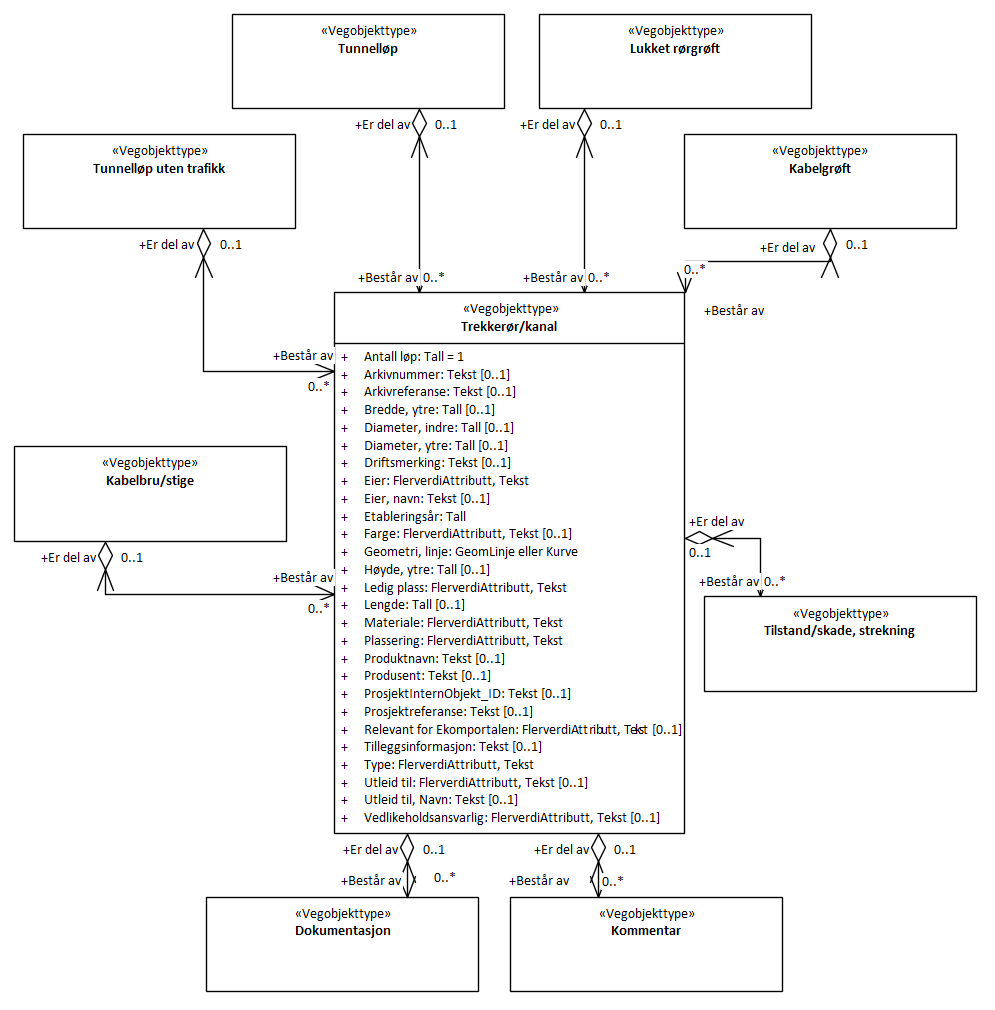 «Vegobjekttype»
Tunnelløp
«Vegobjekttype»
Lukket rørgrøft
+Er del av 0..1
+Er del av 0..1
«Vegobjekttype»
Tunnelløp uten trafikk
«Vegobjekttype»
Kabelgrøft
+Er del av 0..1
+Er del av 0..1
+Består av 0..*
+Består av 0..*
0..*
+Består av
«Vegobjekttype»
Trekkerør/kanal
+Består av
0..*
+ Antall løp: Tall = 1
+ Arkivnummer: Tekst [0..1]
+ Arkivreferanse: Tekst [0..1]
+ Bredde, ytre: Tall [0..1]
+ Diameter, indre: Tall [0..1]
+ Diameter, ytre: Tall [0..1]
+ Driftsmerking: Tekst [0..1]
+ Eier: FlerverdiAttributt, Tekst
+ Eier, navn: Tekst [0..1]
+ Etableringsår: Tall
+ Farge: FlerverdiAttributt, Tekst [0..1]
+ Geometri, linje: GeomLinje eller Kurve
+ Høyde, ytre: Tall [0..1]
+ Ledig plass: FlerverdiAttributt, Tekst
+ Lengde: Tall [0..1]
+ Materiale: FlerverdiAttributt, Tekst
+ Plassering: FlerverdiAttributt, Tekst
+ Produktnavn: Tekst [0..1]
+ Produsent: Tekst [0..1]
+ ProsjektInternObjekt_ID: Tekst [0..1]
+ Prosjektreferanse: Tekst [0..1]
+ Relevant for Ekomportalen: FlerverdiAttributt, Tekst [0..1]
+ Tilleggsinformasjon: Tekst [0..1]
+ Type: FlerverdiAttributt, Tekst
+ Utleid til: FlerverdiAttributt, Tekst [0..1]
+ Utleid til, Navn: Tekst [0..1]
+ Vedlikeholdsansvarlig: FlerverdiAttributt, Tekst [0..1]
«Vegobjekttype»
Kabelbru/stige
+Er del av 0..1
+Består av
0..*
+Er del av
0..1
+Består av 0..*
«Vegobjekttype»
Tilstand/skade, strekning
+Er del av 0..1
+Består av 0..*
+Er del av 0..1
+Består av 0..*
«Vegobjekttype»
Dokumentasjon
«Vegobjekttype»
Kommentar